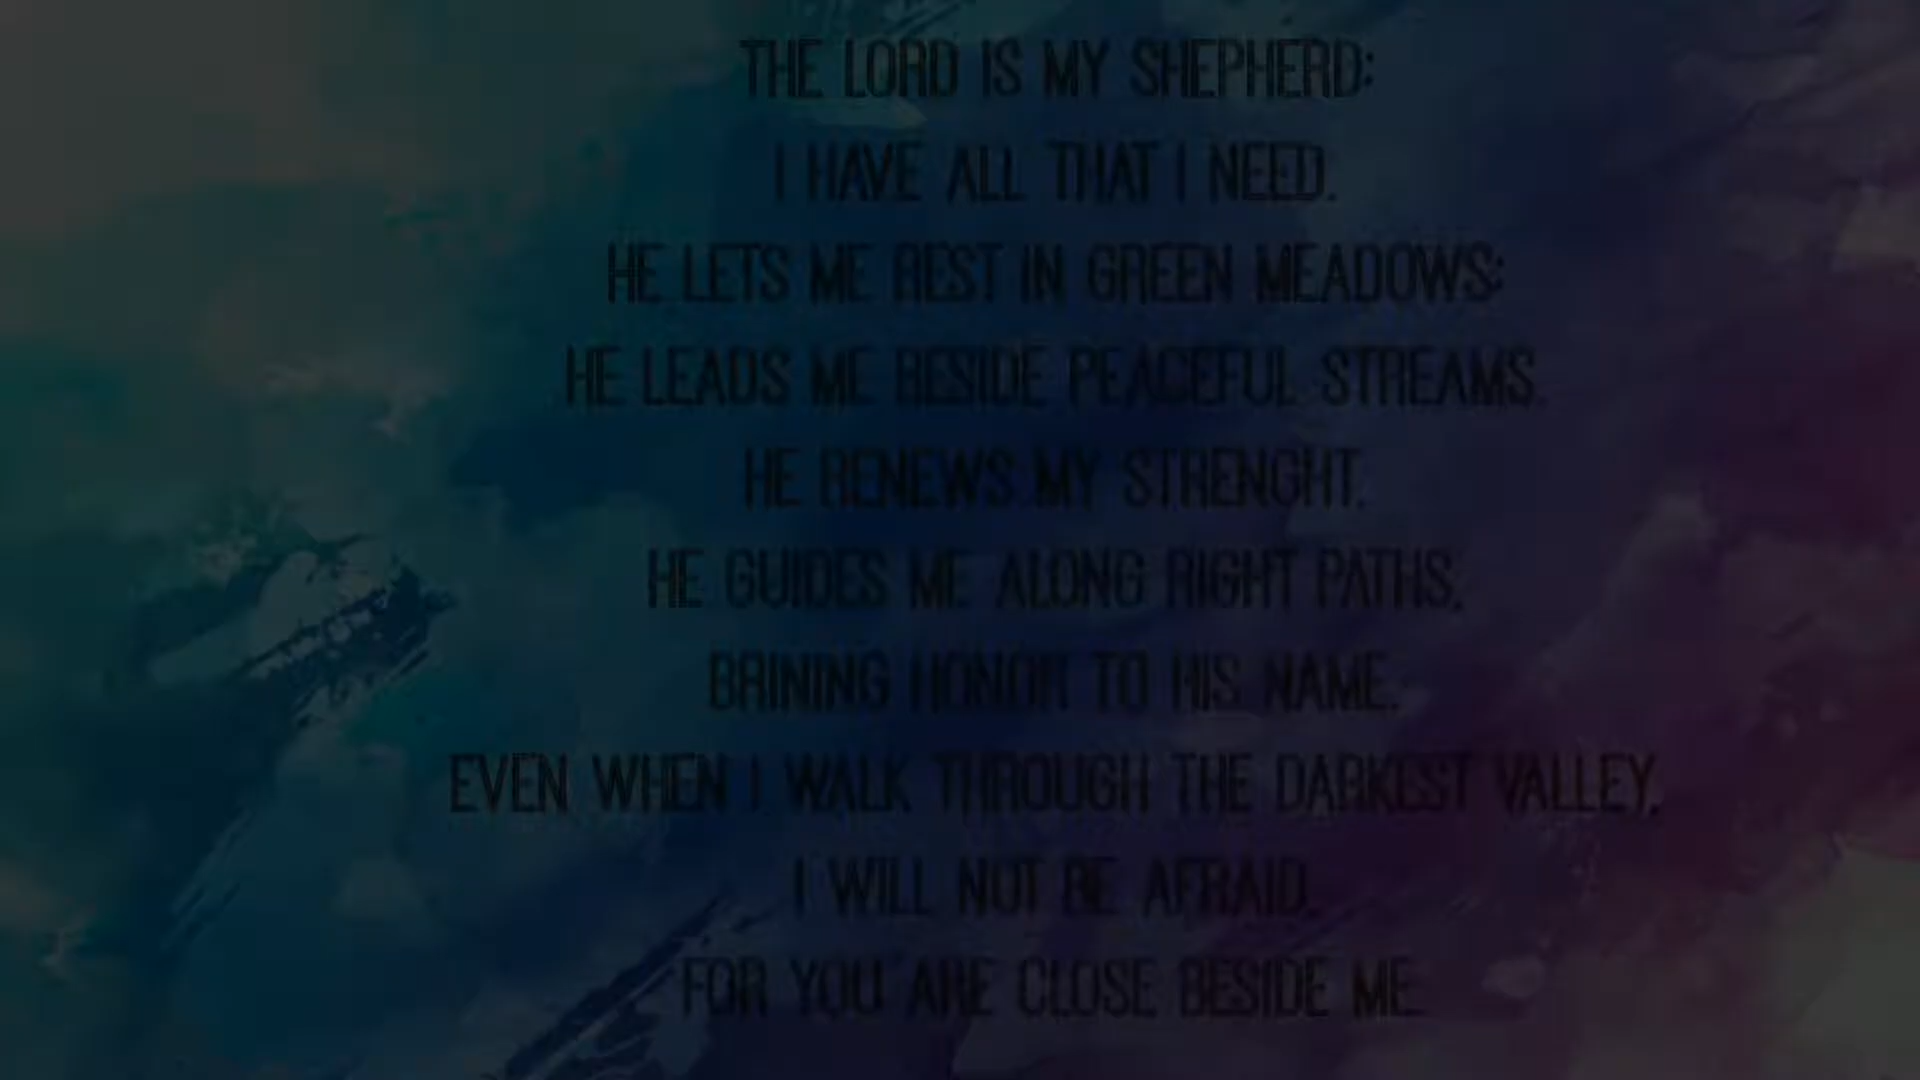 THE LORD IS MY SHEPHERD;
I HAVE ALL THAT I NEED.
HE LETS ME REST IN GREEN MEADOWS;
HE LEADS ME BESIDE PEACEFUL STREAMS.
HE RENEWS MY STRENGHT.
HE GUIDES ME ALONG RIGHT PATHS,
BRINING HONOR TO HIS NAME.
EVEN WHEN I WALK THROUGH THE DARKEST VALLEY,
I WILL NOT BE AFRAID,
FOR YOU ARE CLOSE BESIDE ME.